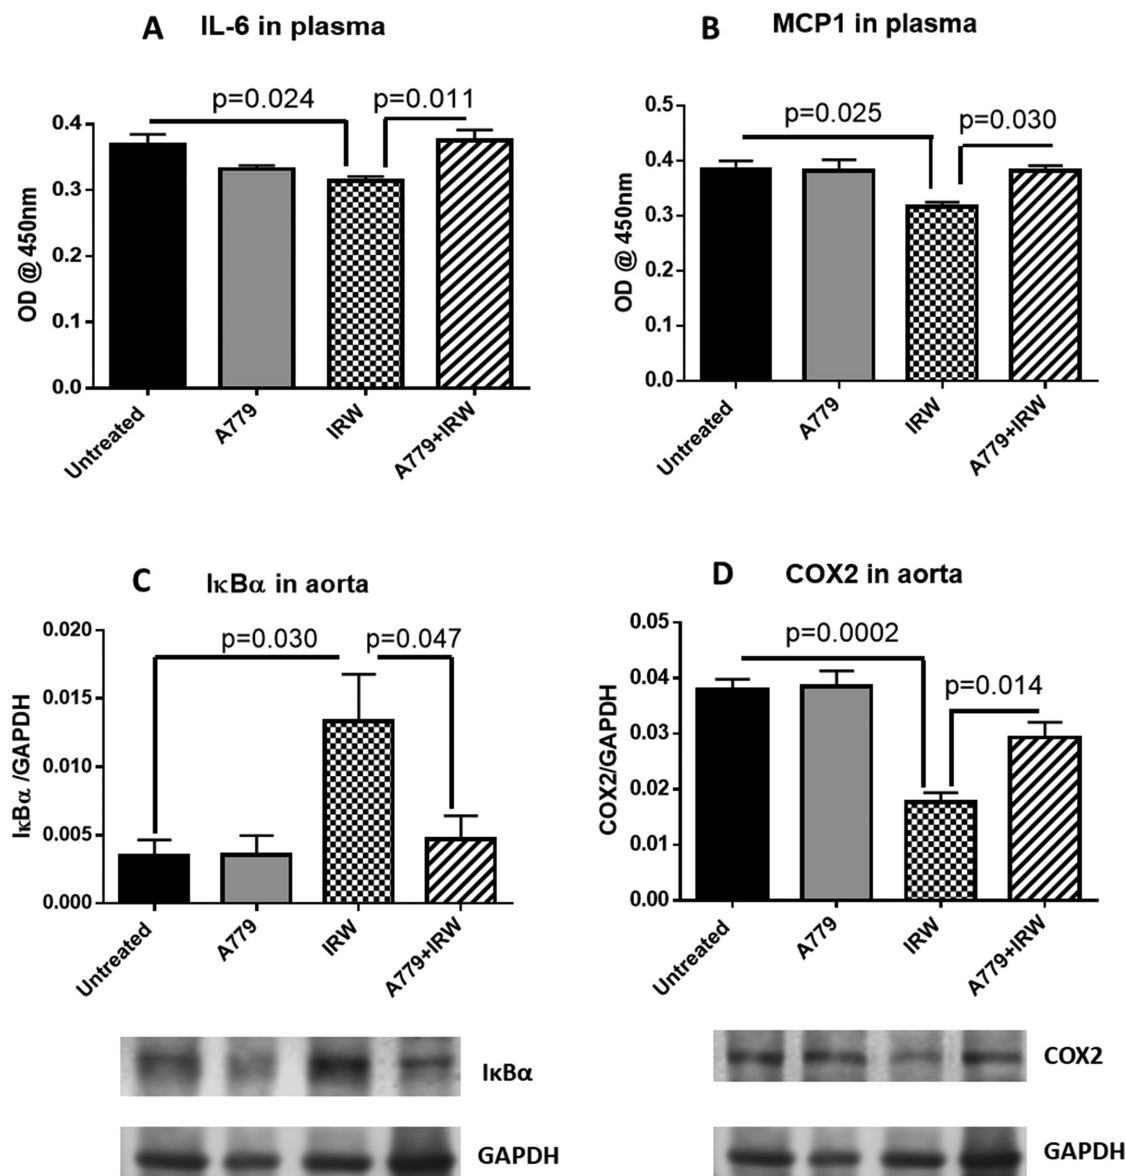 A IL-6 in plasma
p=0.024 p=0.011
OD @ 450nm
0.4
0.3
0.2
0.1
0.0
Untreated
A779
IRW
A779+IRW
B MCP1 in plasma
p=0.025 p=0.030
OD @ 450nm
0.5
0.4
0.3
0.2
0.1
0.0
Untreated
A779
IRW
A779+IRW
C IκBα in aorta
p=0.030 p=0.047
IκBα /GAPDH
0.020
0.015
0.010
0.005
0.000
Untreated
A779
IRW
A779+IRW
IκBα
GAPDH
D COX2 in aorta
p=0.0002
p=0.014
COX2/GAPDH
0.05
0.04
0.03
0.02
0.01
0.00
Untreated
A779
IRW
A779+IRW
COX2
GAPDH